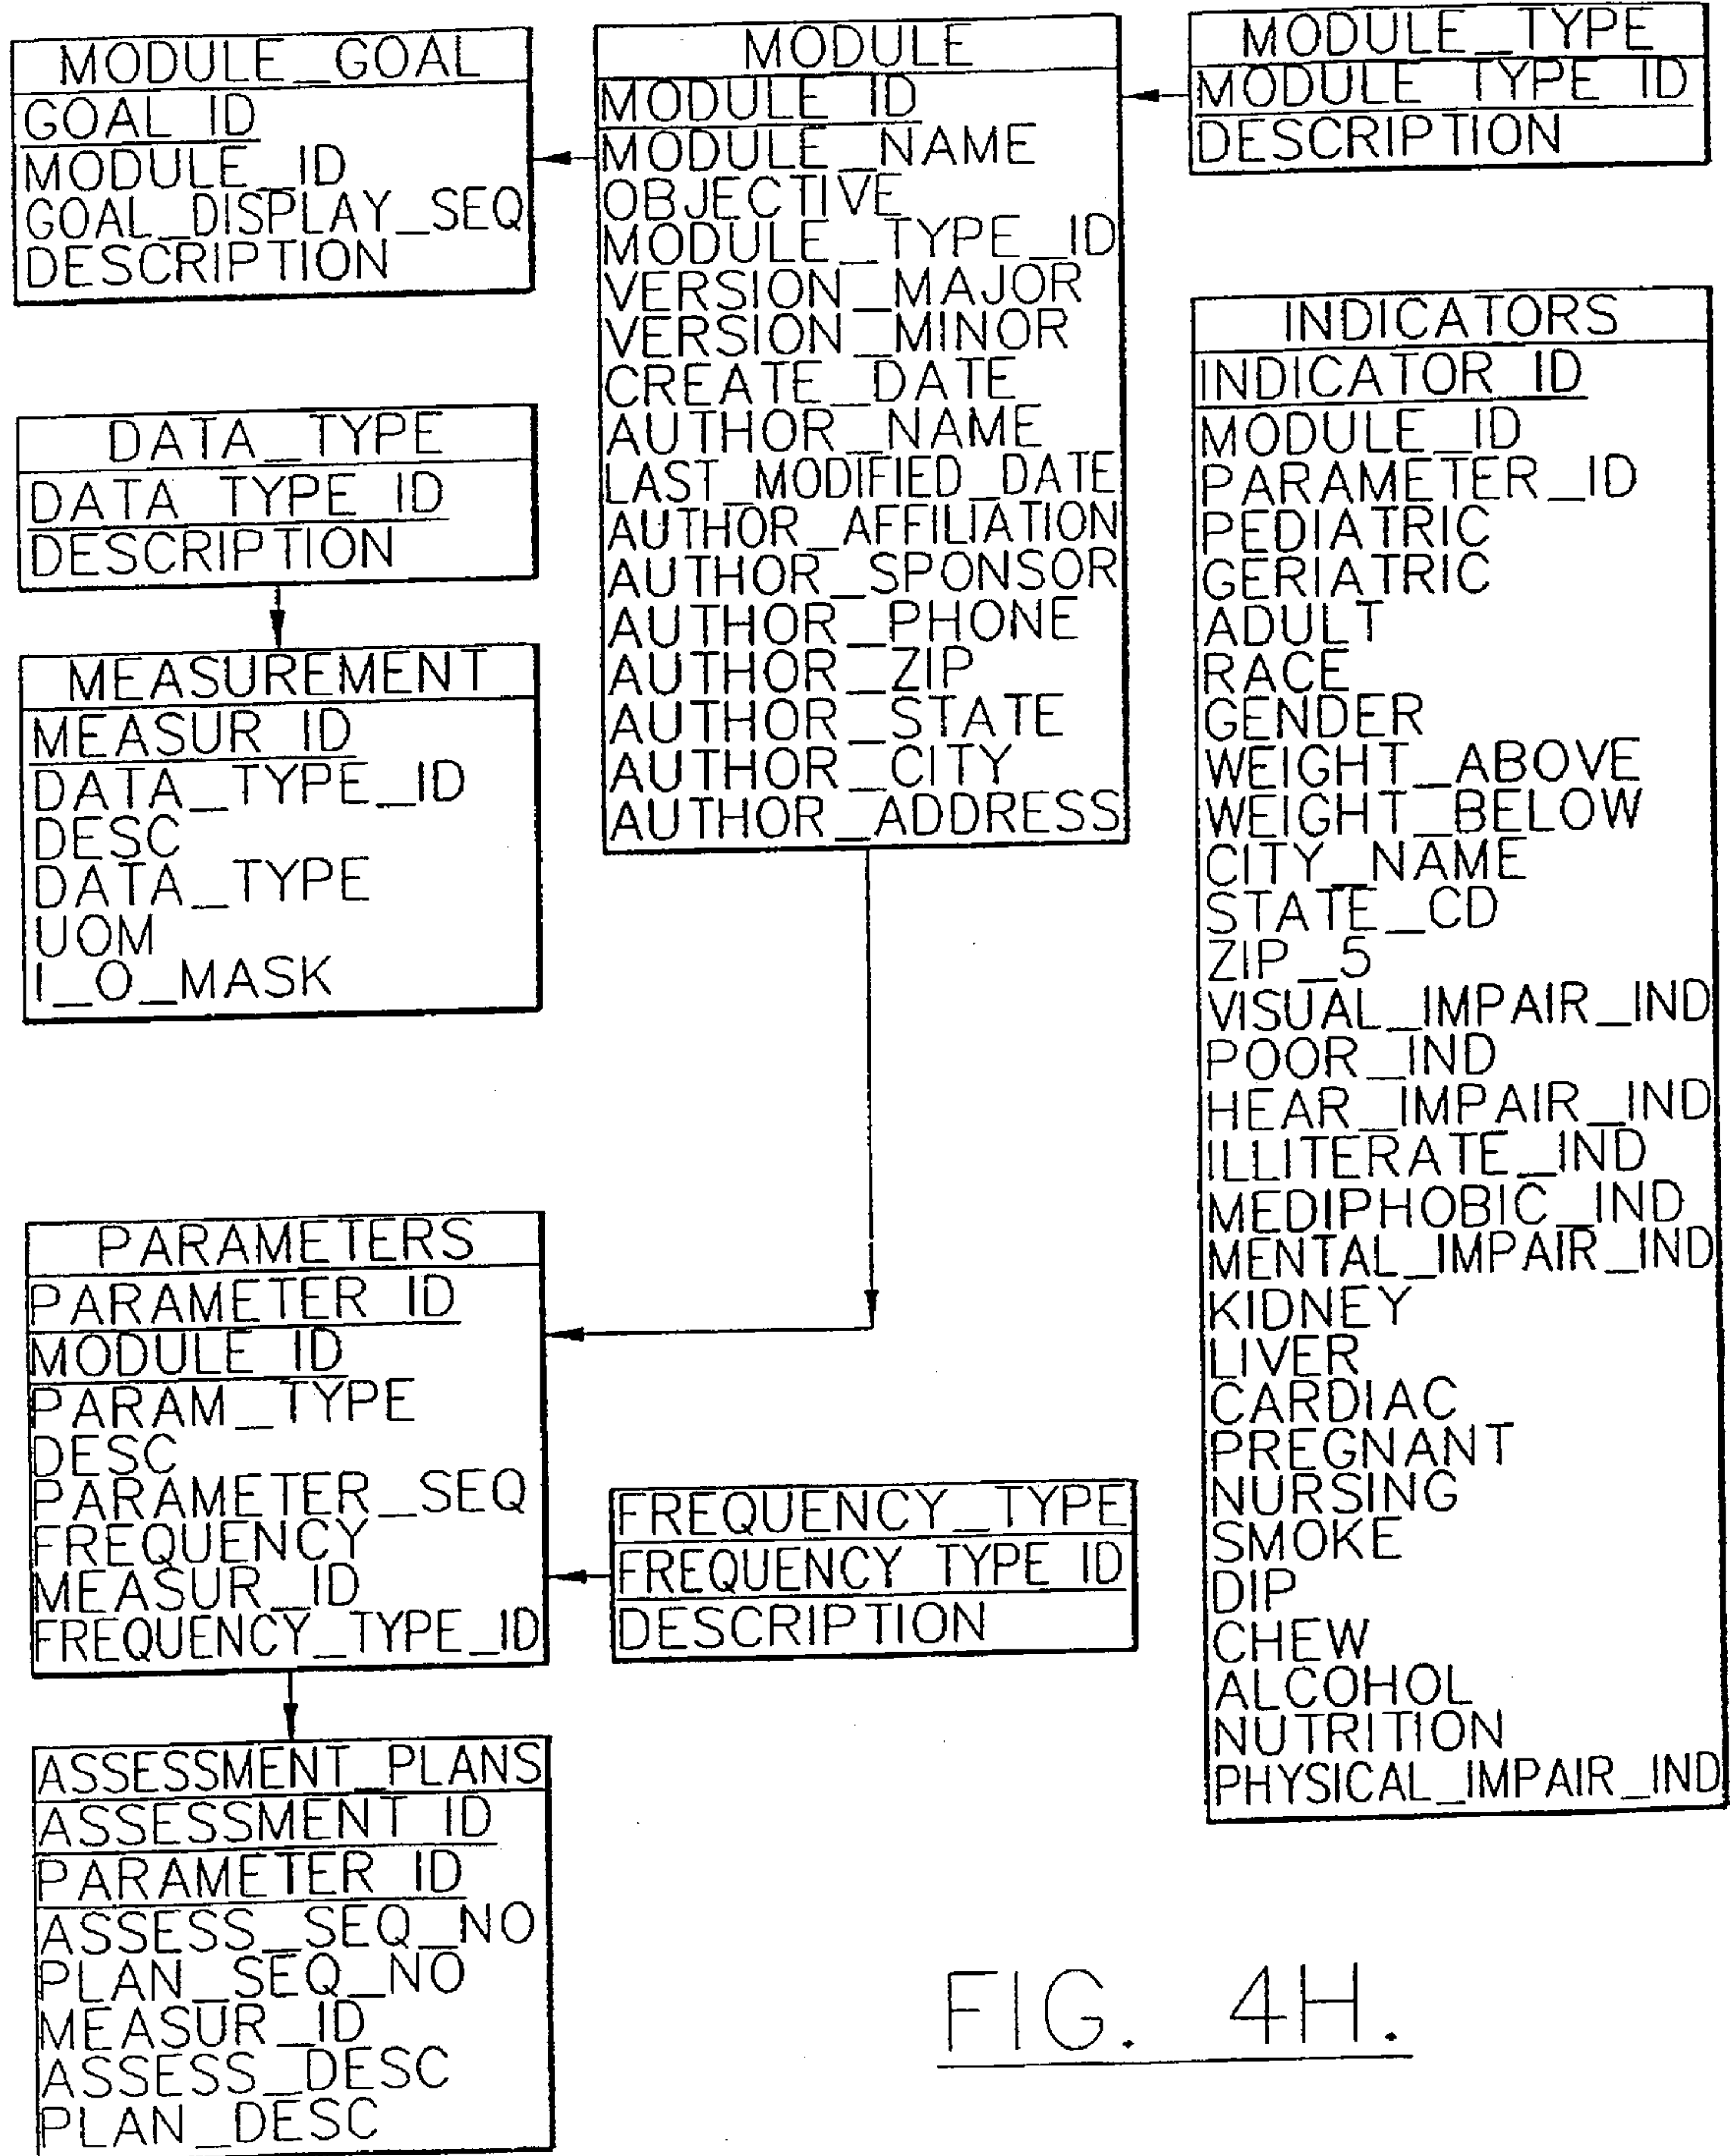 MODULE_GOAL
GOAL_ID
MODULE_ID
GOAL_DISPLAY_SEQ
DESCRIPTION
MODULE
MODULE_ID
MODULE_NAME
OBJECTIVE
MODULE_TYPE_ID
VERSION_MAJOR
VERSION_MINOR
CREATE_DATE
AUTHOR_NAME
LAST_MODIFIED_DATE
AUTHOR_AFFILIATION
AUTHOR_SPONSOR
AUTHOR_PHONE
AUTHOR_ZIP
AUTHOR_STATE
AUTHOR_CITY
AUTHOR_ADDRESS
MODULE_TYPE
MODULE_TYPE_ID
DESCRIPTION
DATA_TYPE
DATA_TYPE_ID
DESCRIPTION
MEASUREMENT
MEASUR_ID
DATA_TYPE_ID
DESC
DATA_TYPE
UOM
I_O_MASK
INDICATORS
INDICATOR_ID
MODULE_ID
PARAMETER_ID
PEDIATRIC
GERIATRIC
ADULT
RACE
GENDER
WEIGHT_ABOVE
WEIGHT_BELOW
CITY_NAME
STATE_CD
ZIP_5
VISUAL_IMPAIR_IND
POOR_IND
HEAR_IMPAIR_IND
ILLITERATE_IND
MEDIPHOBIC_IND
MENTAL_IMPAIR_IND
KIDNEY
LIVER
CARDIAC
PREGNANT
NURSING
SMOKE
DIP
CHEW
ALCOHOL
NUTRITION
PHYSICAL_IMPAIR_IND
PARAMETERS
PARAMETER_ID
MODULE_ID
PARAM_TYPE
DESC
PARAMETER_SEQ
FREQUENCY
MEASUR_ID
FREQUENCY_TYPE_ID
FREQUENCY_TYPE
FREQUENCY_TYPE_ID
DESCRIPTION
ASSESSMENT_PLANS
ASSESSMENT_ID
PARAMETER_ID
ASSESS_SEQ_NO
PLAN_SEQ_NO
MEASUR_ID
ASSESS_DESC
PLAN_DESC
FIG. 4H.